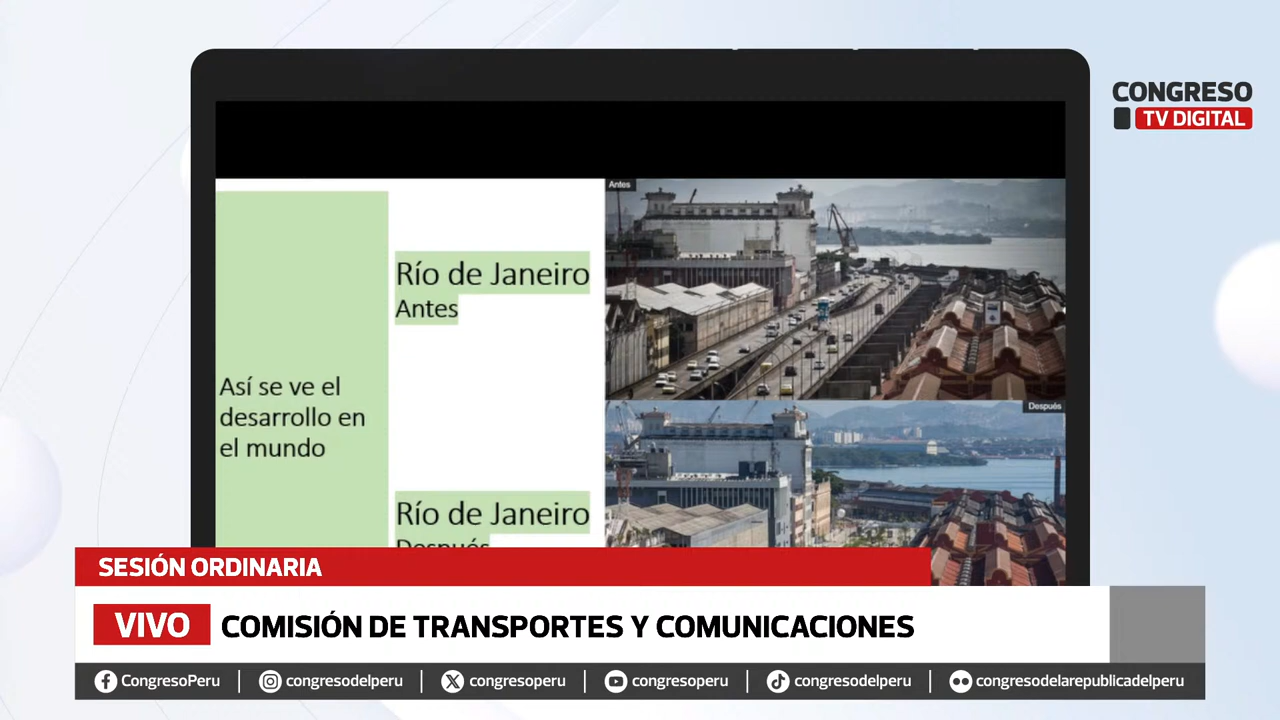 CONGRESO
TV DIGITAL
Antes
Río de Janeiro
Antes
Así se ve el
desarrollo en
el mundo
Después
Río de Janeiro
Después
SESIÓN ORDINARIA
VIVO COMISIÓN DE TRANSPORTES Y COMUNICACIONES
CongresoPeru congresodelperu congresoperu congresoperu congresodelperu congresodelarepublicadelperu